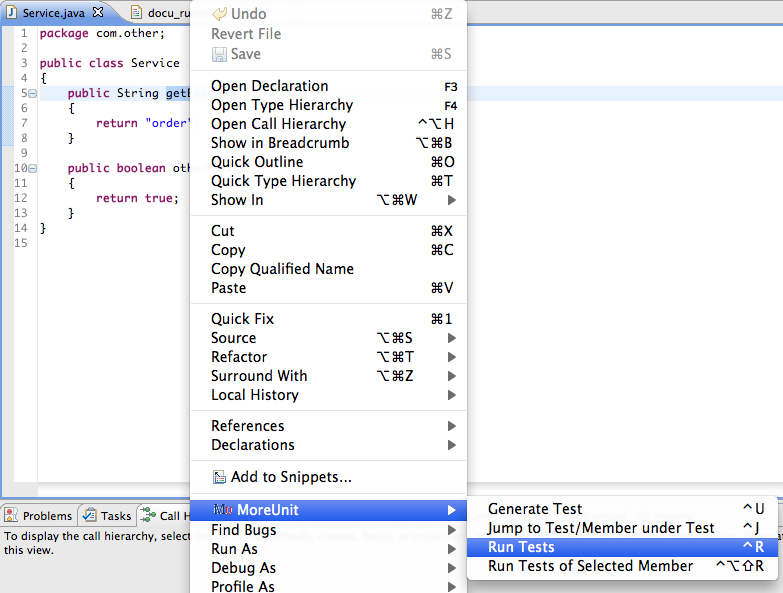 Service.java
1 package com.other;
2
3 public class Service
4 {
5 public String
6 {
7 return "order"
8 }
9
10 public boolean
11 {
12 return true;
13 }
14 }
15
Undo ⌘Z
Revert File
Save ⌘S
Open Declaration F3
Open Type Hierarchy F4
Open Call Hierarchy ^⌥H
Show in Breadcrumb ⌥⌘B
Quick Outline ⌘O
Quick Type Hierarchy ⌘T
Show In ⌥⌘W
Cut ⌘X
Copy ⌘C
Copy Qualified Name
Paste ⌘V
Quick Fix ⌘1
Source ⌥⌘S
Refactor ⌥⌘T
Surround With ⌥⌘Z
Local History
References
Declarations
Add to Snippets...
MoreUnit
Find Bugs
Run As
Debug As
Profile As
Generate Test ^U
Jump to Test/Member under Test ^J
Run Tests ^R
Run Tests of Selected Member ^⌥⇧R
Problems Tasks Call
To display the call hierarchy, select
this view.